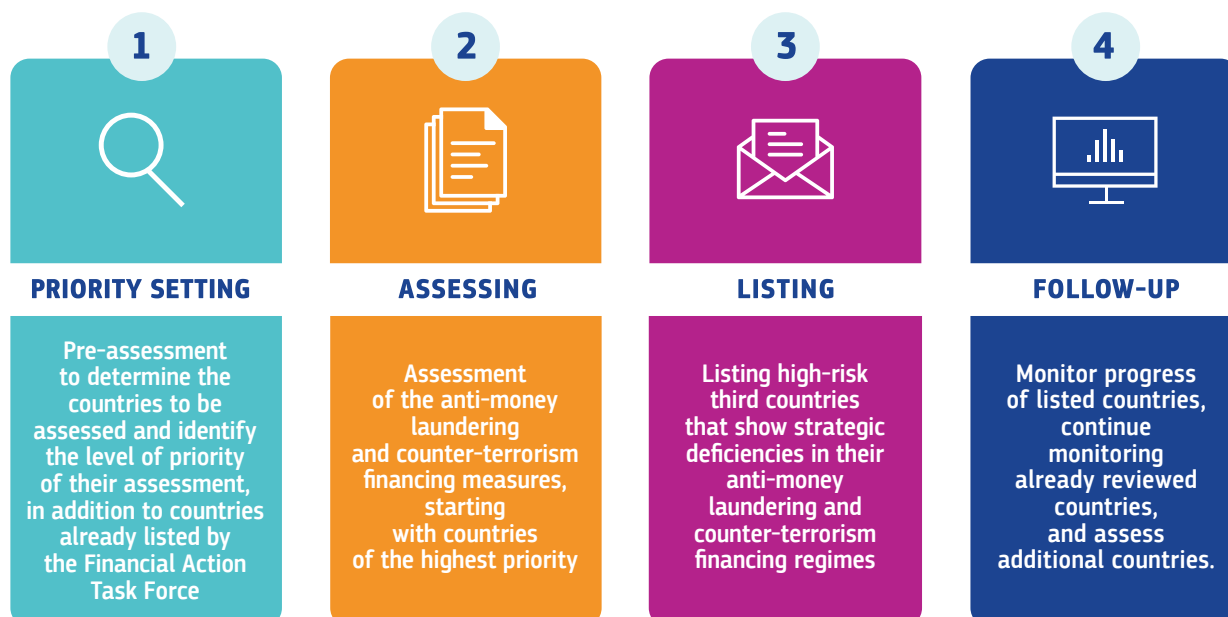 1
PRIORITY SETTING
Pre-assessment
to determine the
countries to be
assessed and identify
the level of priority
of their assessment,
in addition to countries
already listed by
the Financial Action
Task Force
2
ASSESSING
Assessment
of the anti-money
laundering
and counter-terrorism
financing measures,
starting
with countries
of the highest priority
3
LISTING
Listing high-risk
third countries
that show strategic
deficiencies in their
anti-money
laundering and
counter-terrorism
financing regimes
4
FOLLOW-UP
Monitor progress
of listed countries,
continue
monitoring
already reviewed
countries,
and assess
additional countries.